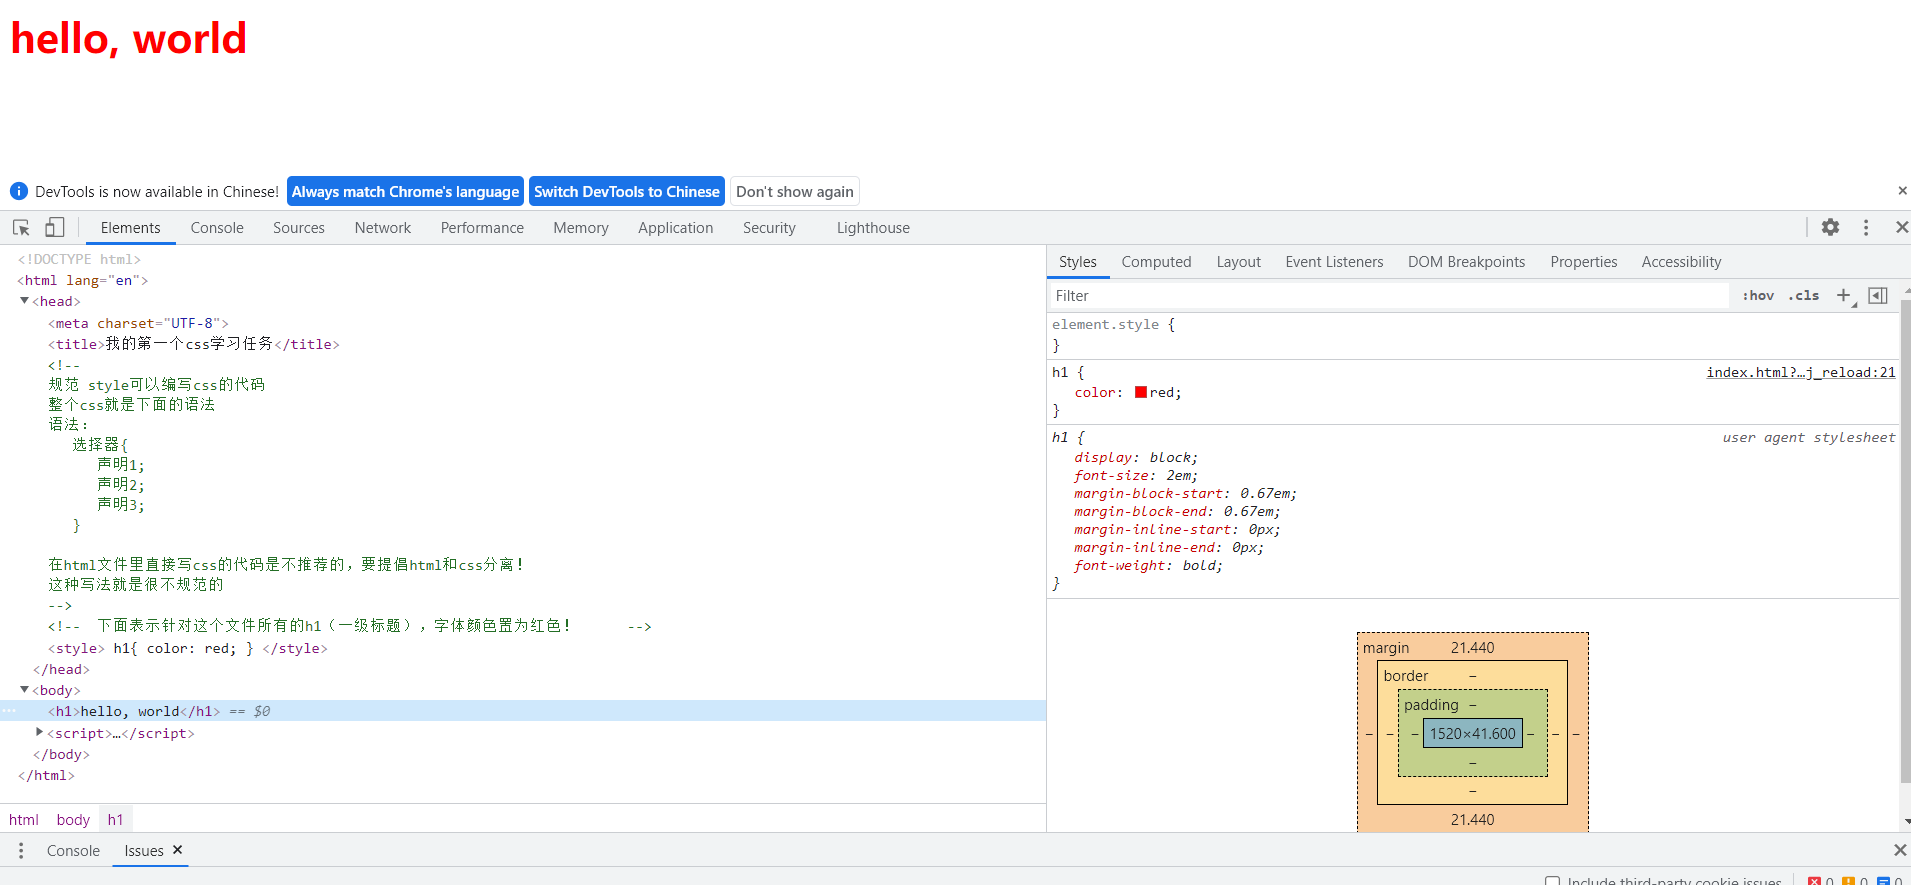 hello, world
DevTools is now available in Chinese! Always match Chrome's language Switch DevTools to Chinese Don't show again ×
Elements Console Sources Network Performance Memory Application Security Lighthouse
<!DOCTYPE html>
<html lang="en">
<head>
<meta charset="UTF-8">
<title>我的第一个css学习任务</title>
<!--
规范 style可以编写css的代码
整个css就是下面的语法
语法：
选择器{
声明1;
声明2;
声明3;
}
在html文件里直接写css的代码是不推荐的，要提倡html和css分离！
这种写法就是很不规范的
-->
<!-- 下面表示针对这个文件所有的h1（一级标题），字体颜色置为红色！ -->
<style> h1{ color: red; } </style>
</head>
<body>
<h1>hello, world</h1> == $0
<script>…</script>
</body>
</html>
html body h1
Styles Computed Layout Event Listeners DOM Breakpoints Properties Accessibility
Filter :hov .cls +
element.style {
}
h1 { index.html?…j_reload:21
color: red;
}
h1 { user agent stylesheet
display: block;
font-size: 2em;
margin-block-start: 0.67em;
margin-block-end: 0.67em;
margin-inline-start: 0px;
margin-inline-end: 0px;
font-weight: bold;
}
margin 21.440
border –
padding –
– – – 1520×41.600 – – –
–
–
21.440
Console Issues ×
Include third-party cookie issues 0 0 0